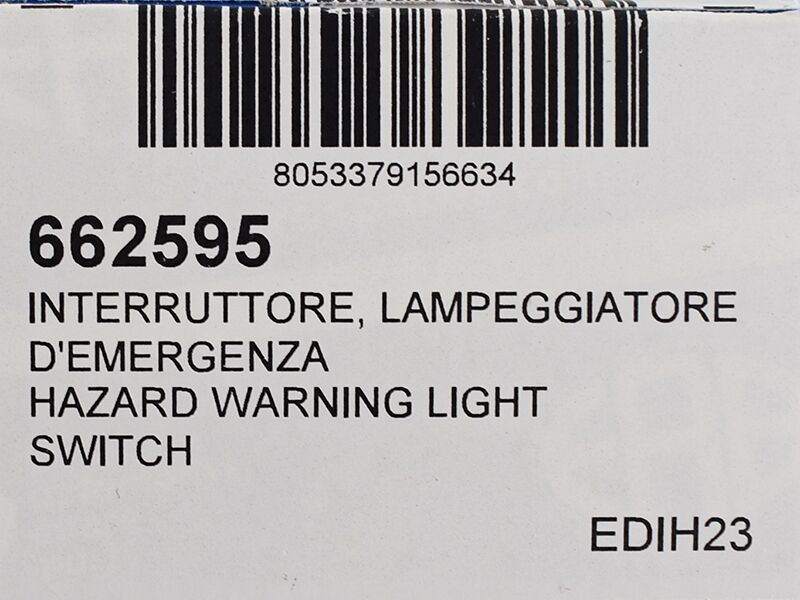 8053379156634
662595
INTERRUTTORE, LAMPEGGIATORE
D'EMERGENZA
HAZARD WARNING LIGHT
SWITCH
EDIH23